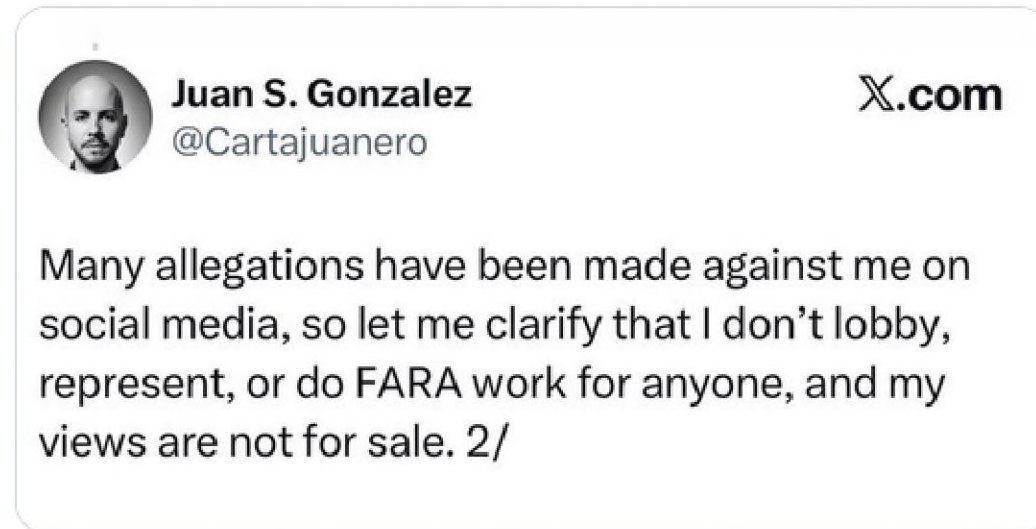 Juan S. Gonzalez
X.com
@Cartajuanero
Many allegations have been made against me on
social media, so let me clarify that I don’t lobby,
represent, or do FARA work for anyone, and my
views are not for sale. 2/